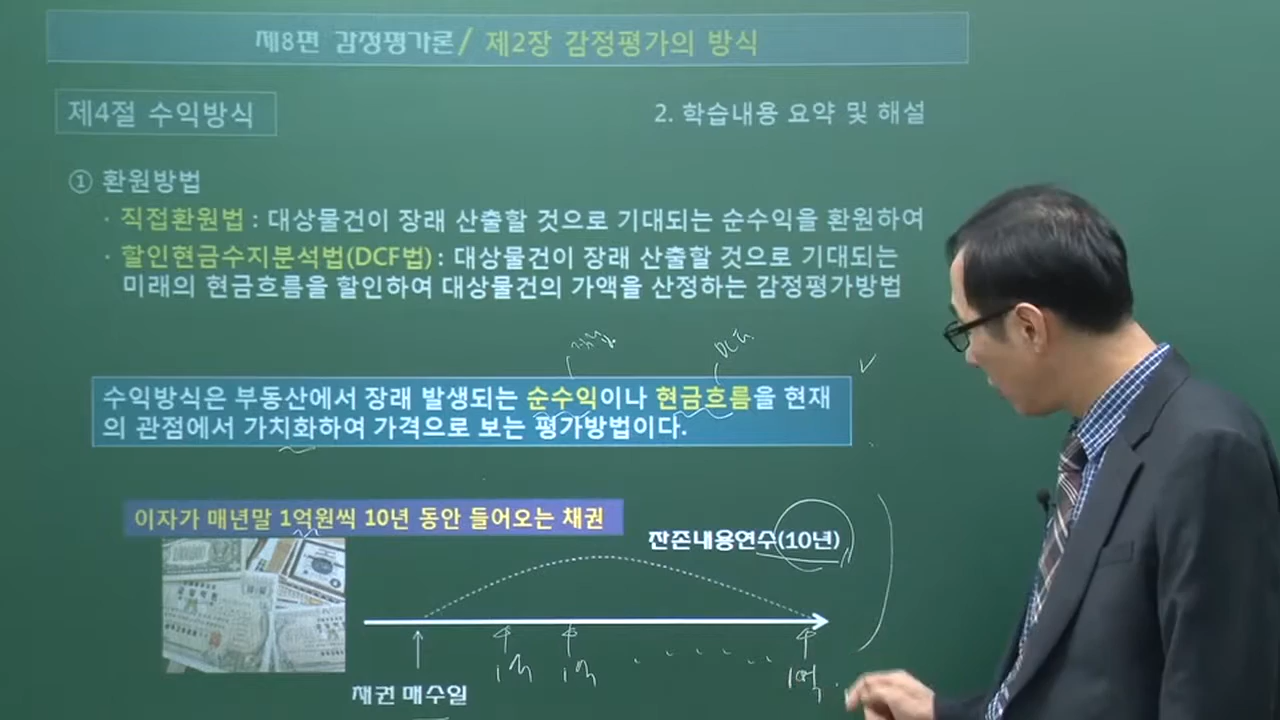 제8편 감정평가론/ 제2장 감정평가의 방식
제4절 수익방식
2. 학습내용 요약 및 해설
① 환원방법
· 직접환원법 : 대상물건이 장래 산출할 것으로 기대되는 순수익을 환원하여
· 할인현금수지분석법(DCF법) : 대상물건이 장래 산출할 것으로 기대되는
미래의 현금흐름을 할인하여 대상물건의 가액을 산정하는 감정평가방법
DCF
수익방식은 부동산에서 장래 발생되는 순수익이나 현금흐름을 현재
의 관점에서 가치화하여 가격으로 보는 평가방법이다.
이자가 매년말 1억원씩 10년 동안 들어오는 채권
잔존내용연수(10년)
1억 1억 . . . . . . . 1억
채권 매수일